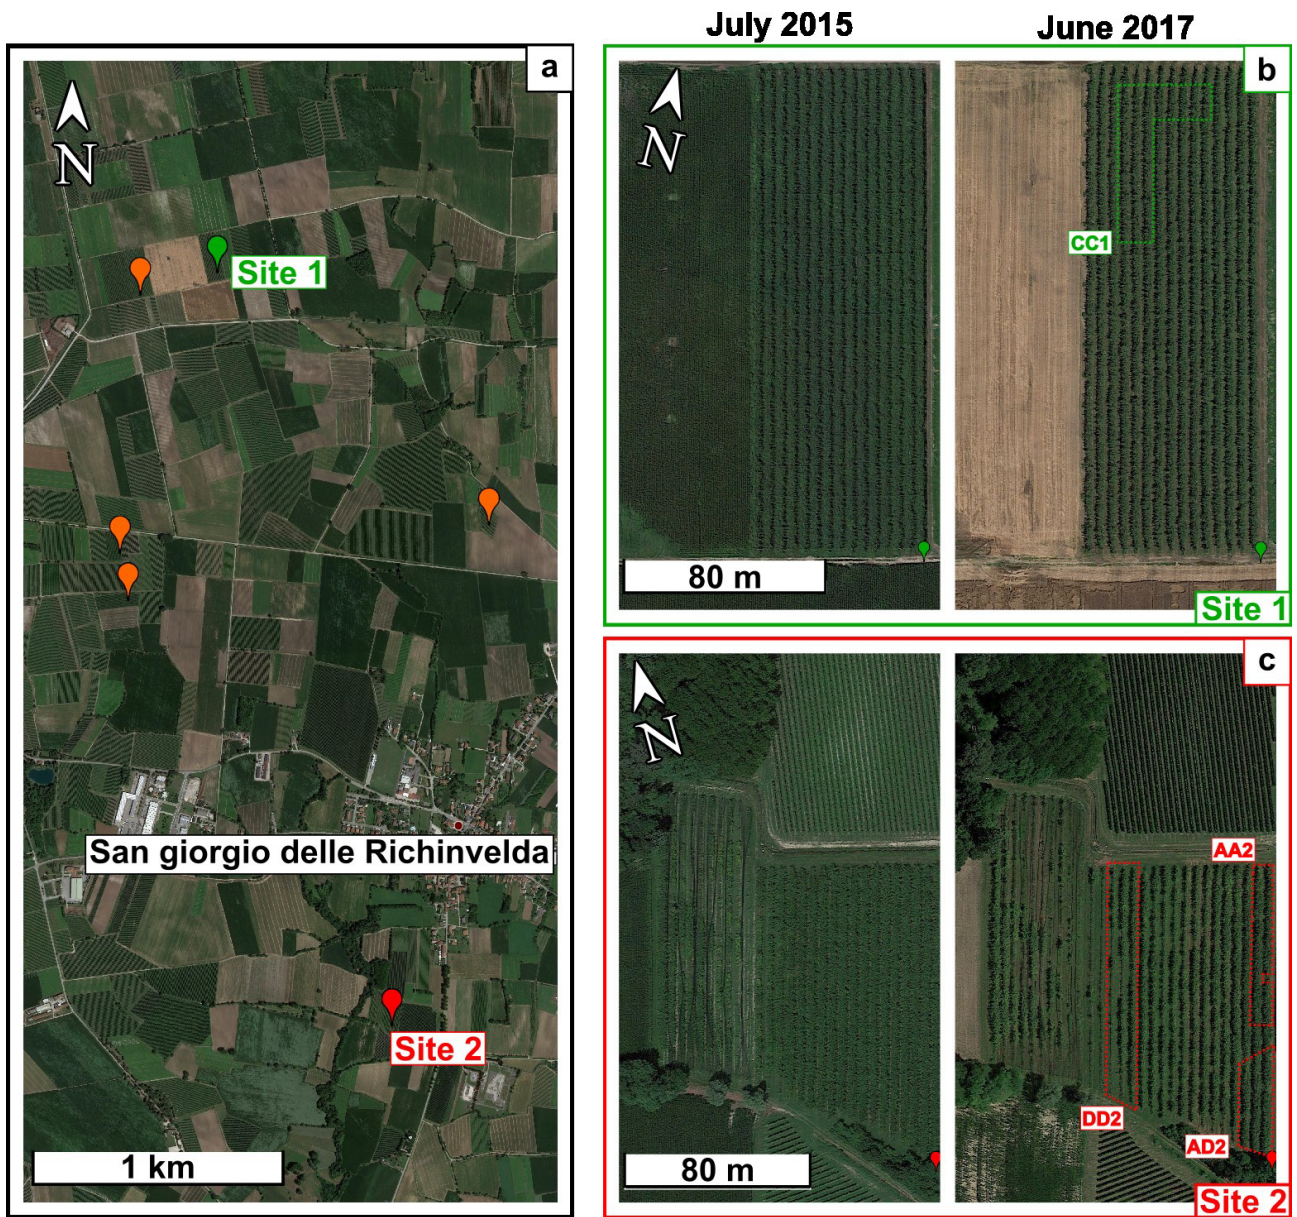 July 2015
June 2017
a
N
Site 1
San giorgio delle Richinvelda
Site 2
1 km
b
N
CC1
80 m
Site 1
c
N
AA2
DD2
AD2
80 m
Site 2